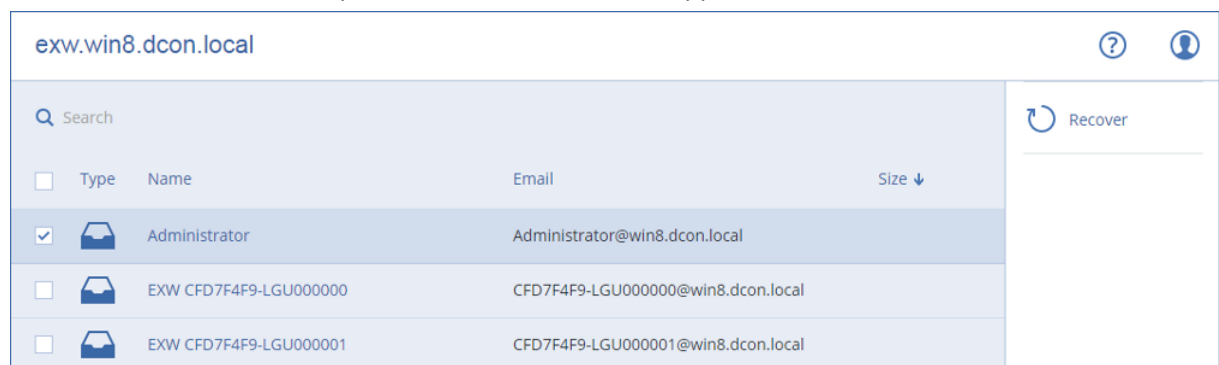 exw.win8.dcon.local
Search
Recover
Type Name Email Size
Administrator Administrator@win8.dcon.local
EXW CFD7F4F9-LGU000000 CFD7F4F9-LGU000000@win8.dcon.local
EXW CFD7F4F9-LGU000001 CFD7F4F9-LGU000001@win8.dcon.local